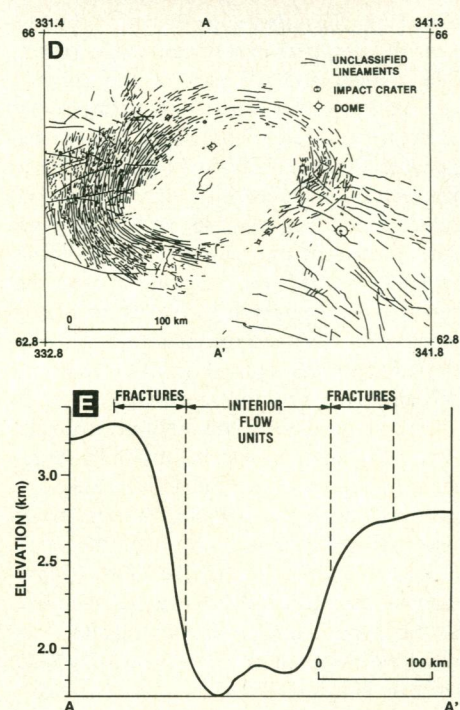 331.4 A 341.3
66 66
D
UNCLASSIFIED
LINEAMENTS
IMPACT CRATER
DOME
0 100 km
62.8 62.8
332.8 A' 341.8
E
FRACTURES INTERIOR FRACTURES
FLOW
UNITS
ELEVATION (km)
3.0
2.5
2.0
0 100 km
A A'